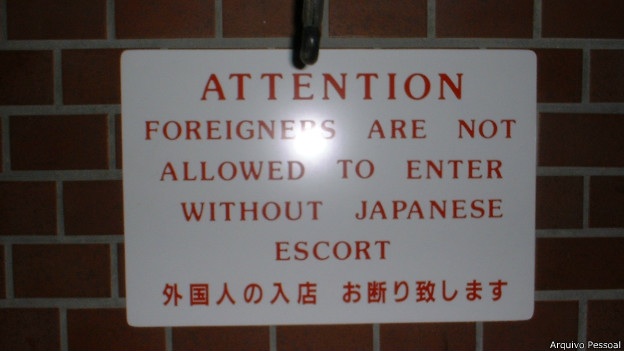 ATTENTION
FOREIGNERS ARE NOT
ALLOWED TO ENTER
WITHOUT JAPANESE
ESCORT
外国人の入店 お断り致します
Arquivo Pessoal